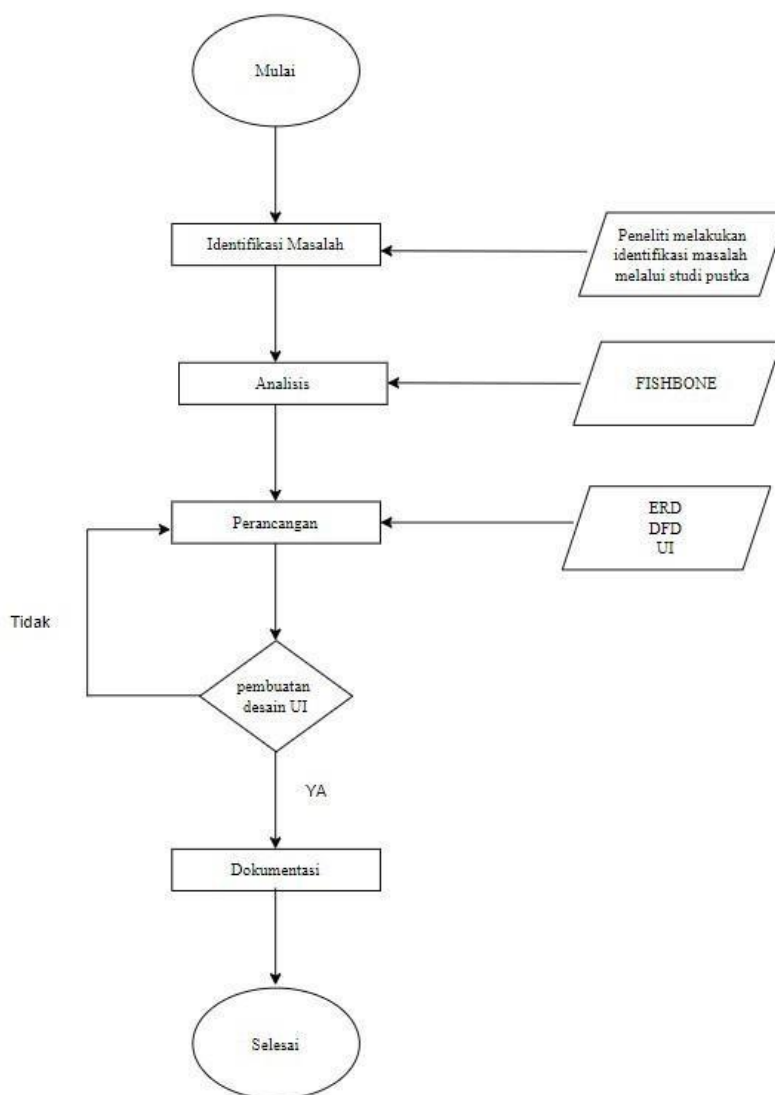 Mulai
Identifikasi Masalah
Peneliti melakukan
identifikasi masalah
melalui studi pustka
Analisis
FISHBONE
Perancangan
ERD
DFD
UI
Tidak
pembuatan
desain UI
YA
Dokumentasi
Selesai